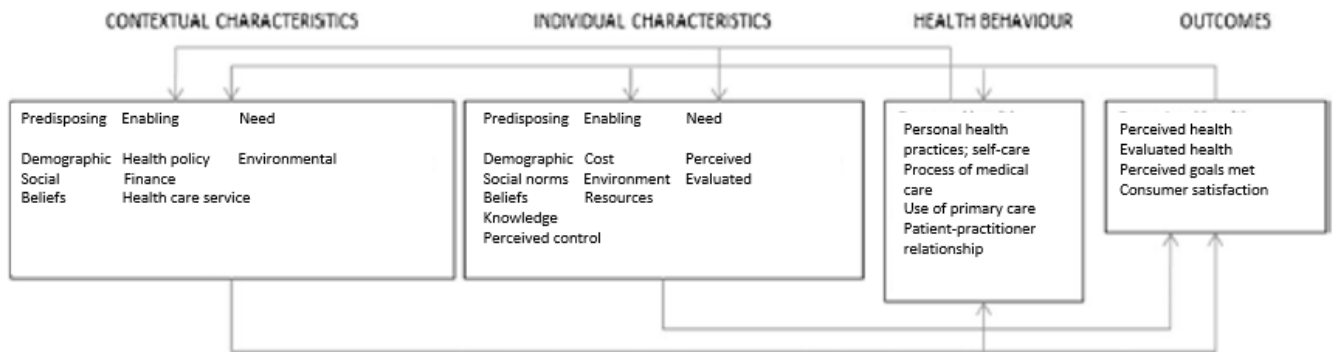 CONTEXTUAL CHARACTERISTICS INDIVIDUAL CHARACTERISTICS HEALTH BEHAVIOUR OUTCOMES
Predisposing Enabling Need
Demographic Health policy Environmental
Social Finance
Beliefs Health care service
Predisposing Enabling Need
Demographic Cost Perceived
Social norms Environment Evaluated
Beliefs Resources
Knowledge
Perceived control
Personal health
practices; self-care
Process of medical
care
Use of primary care
Patient-practitioner
relationship
Perceived health
Evaluated health
Perceived goals met
Consumer satisfaction